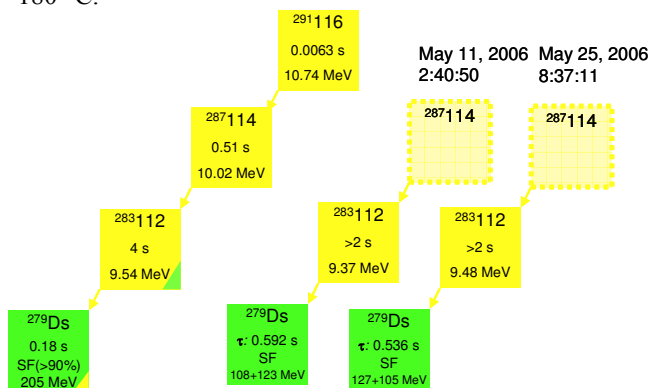 180 °C.
²⁹¹116
0.0063 s
10.74 MeV
May 11, 2006
2:40:50
May 25, 2006
8:37:11
²⁸⁷114
0.51 s
10.02 MeV
²⁸⁷114
²⁸⁷114
²⁸³112
4 s
9.54 MeV
²⁸³112
>2 s
9.37 MeV
²⁸³112
>2 s
9.48 MeV
²⁷⁹Ds
0.18 s
SF(>90%)
205 MeV
²⁷⁹Ds
τ: 0.592 s
SF
108+123 MeV
²⁷⁹Ds
τ: 0.536 s
SF
127+105 MeV